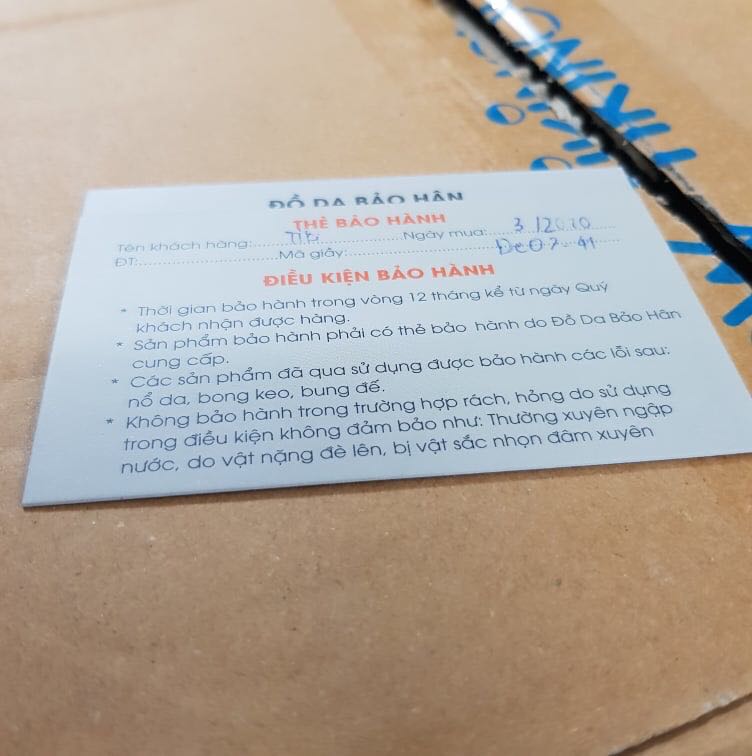 ĐỒ DA BẢO HÂN
THẺ BẢO HÀNH
Tên khách hàng: Tiki Ngày mua: 3/2020
ĐT: Mã giầy: De07-41
ĐIỀU KIỆN BẢO HÀNH
* Thời gian bảo hành trong vòng 12 tháng kể từ ngày Quý
khách nhận được hàng.
* Sản phẩm bảo hành phải có thẻ bảo hành do Đồ Da Bảo Hân
cung cấp.
* Các sản phẩm đã qua sử dụng được bảo hành các lỗi sau:
nổ da, bong keo, bung đế.
* Không bảo hành trong trường hợp rách, hỏng do sử dụng
trong điều kiện không đảm bảo như: Thường xuyên ngập
nước, do vật nặng đè lên, bị vật sắc nhọn đâm xuyên